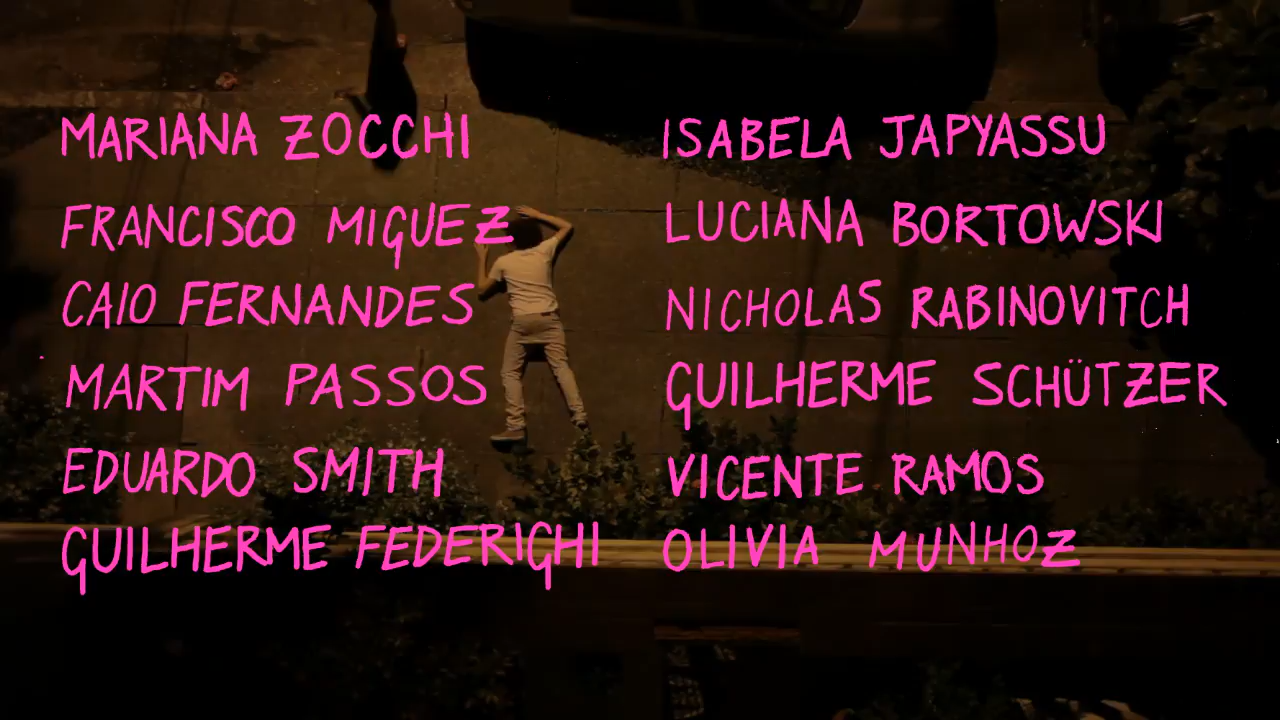 MARIANA ZOCCHI
FRANCISCO MIGUEZ
CAIO FERNANDES
MARTIM PASSOS
EDUARDO SMITH
GUILHERME FEDERIGHI
ISABELA JAPYASSU
LUCIANA BORTOWSKI
NICHOLAS RABINOVITCH
GUILHERME SCHÜTZER
VICENTE RAMOS
OLIVIA MUNHOZ